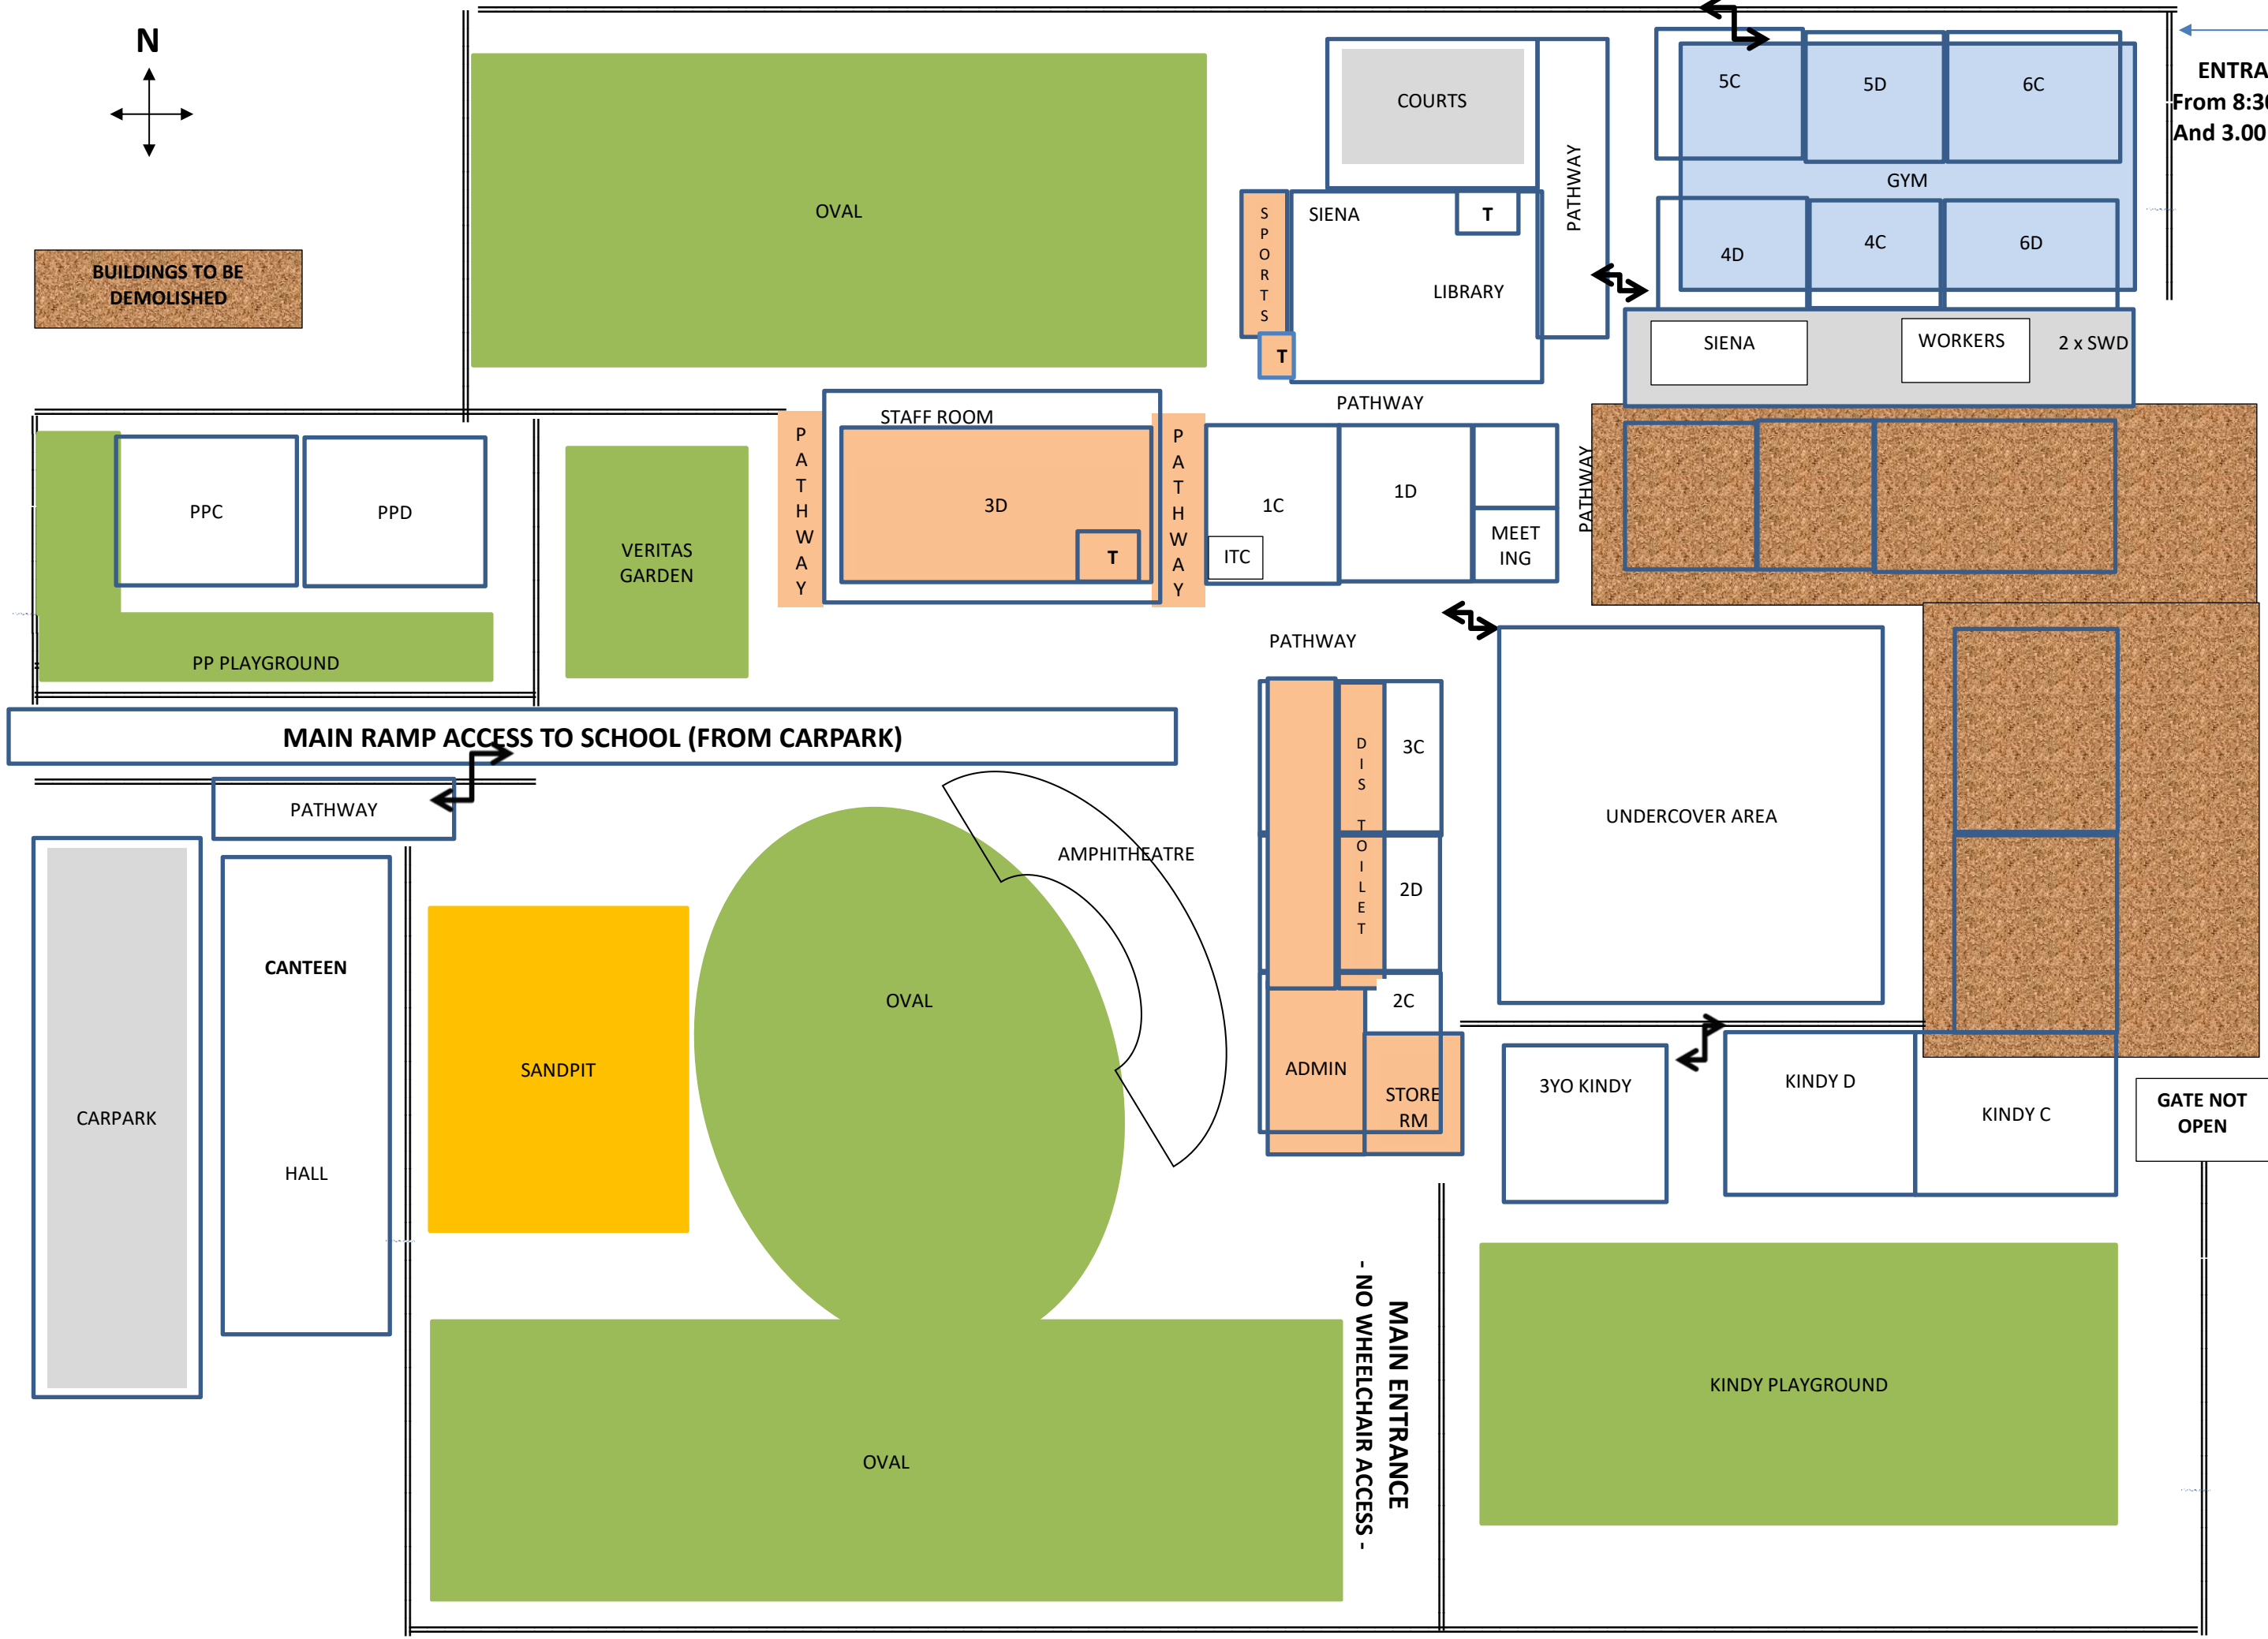 N
ENTRA
From 8:30
And 3.00
COURTS
PATHWAY
5C
5D
6C
GYM
4D
4C
6D
OVAL
SPORTS
T
SIENA
T
LIBRARY
BUILDINGS TO BE
DEMOLISHED
SIENA
WORKERS
2 x SWD
PATHWAY
PPC
PPD
PP PLAYGROUND
VERITAS
GARDEN
PATHWAY
STAFF ROOM
3D
T
PATHWAY
1C
ITC
1D
MEET
ING
PATHWAY
PATHWAY
MAIN RAMP ACCESS TO SCHOOL (FROM CARPARK)
PATHWAY
DIS TOILET
3C
2D
2C
ADMIN
STORE
RM
UNDERCOVER AREA
AMPHITHEATRE
CANTEEN
HALL
CARPARK
SANDPIT
OVAL
3YO KINDY
KINDY D
KINDY C
GATE NOT
OPEN
MAIN ENTRANCE
- NO WHEELCHAIR ACCESS -
KINDY PLAYGROUND
OVAL